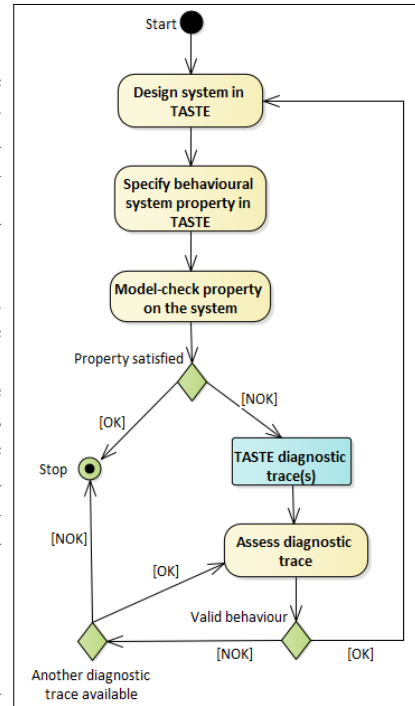 Start
Design system in
TASTE
Specify behavioural
system property in
TASTE
Model-check property
on the system
Property satisfied
[OK]
[NOK]
Stop
TASTE diagnostic
trace(s)
Assess diagnostic
trace
[NOK]
[OK]
Valid behaviour
[NOK]
[OK]
Another diagnostic
trace available